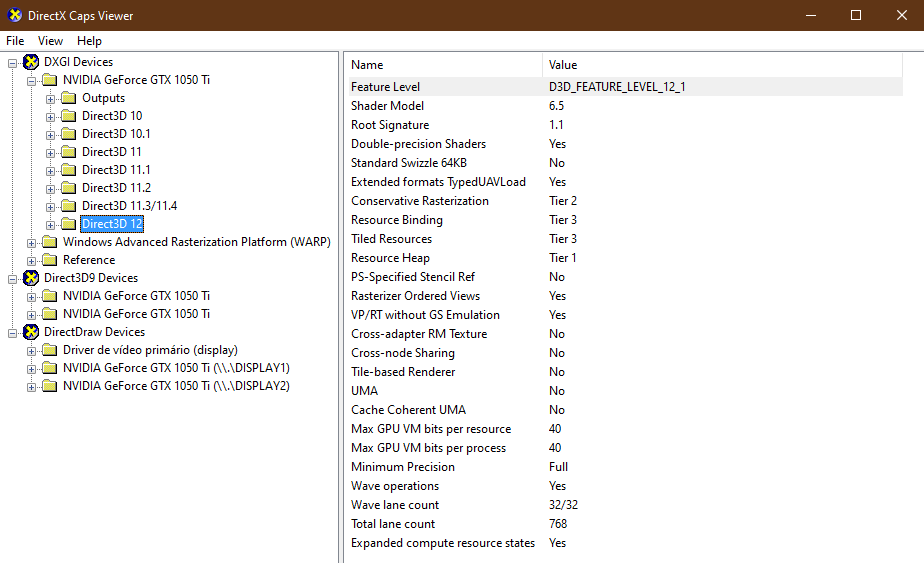 DirectX Caps Viewer
File View Help
DXGI Devices
NVIDIA GeForce GTX 1050 Ti
Outputs
Direct3D 10
Direct3D 10.1
Direct3D 11
Direct3D 11.1
Direct3D 11.2
Direct3D 11.3/11.4
Direct3D 12
Windows Advanced Rasterization Platform (WARP)
Reference
Direct3D9 Devices
NVIDIA GeForce GTX 1050 Ti
NVIDIA GeForce GTX 1050 Ti
DirectDraw Devices
Driver de vídeo primário (display)
NVIDIA GeForce GTX 1050 Ti (\\.\DISPLAY1)
NVIDIA GeForce GTX 1050 Ti (\\.\DISPLAY2)
Name Value
Feature Level D3D_FEATURE_LEVEL_12_1
Shader Model 6.5
Root Signature 1.1
Double-precision Shaders Yes
Standard Swizzle 64KB No
Extended formats TypedUAVLoad Yes
Conservative Rasterization Tier 2
Resource Binding Tier 3
Tiled Resources Tier 3
Resource Heap Tier 1
PS-Specified Stencil Ref No
Rasterizer Ordered Views Yes
VP/RT without GS Emulation Yes
Cross-adapter RM Texture No
Cross-node Sharing No
Tile-based Renderer No
UMA No
Cache Coherent UMA No
Max GPU VM bits per resource 40
Max GPU VM bits per process 40
Minimum Precision Full
Wave operations Yes
Wave lane count 32/32
Total lane count 768
Expanded compute resource states Yes